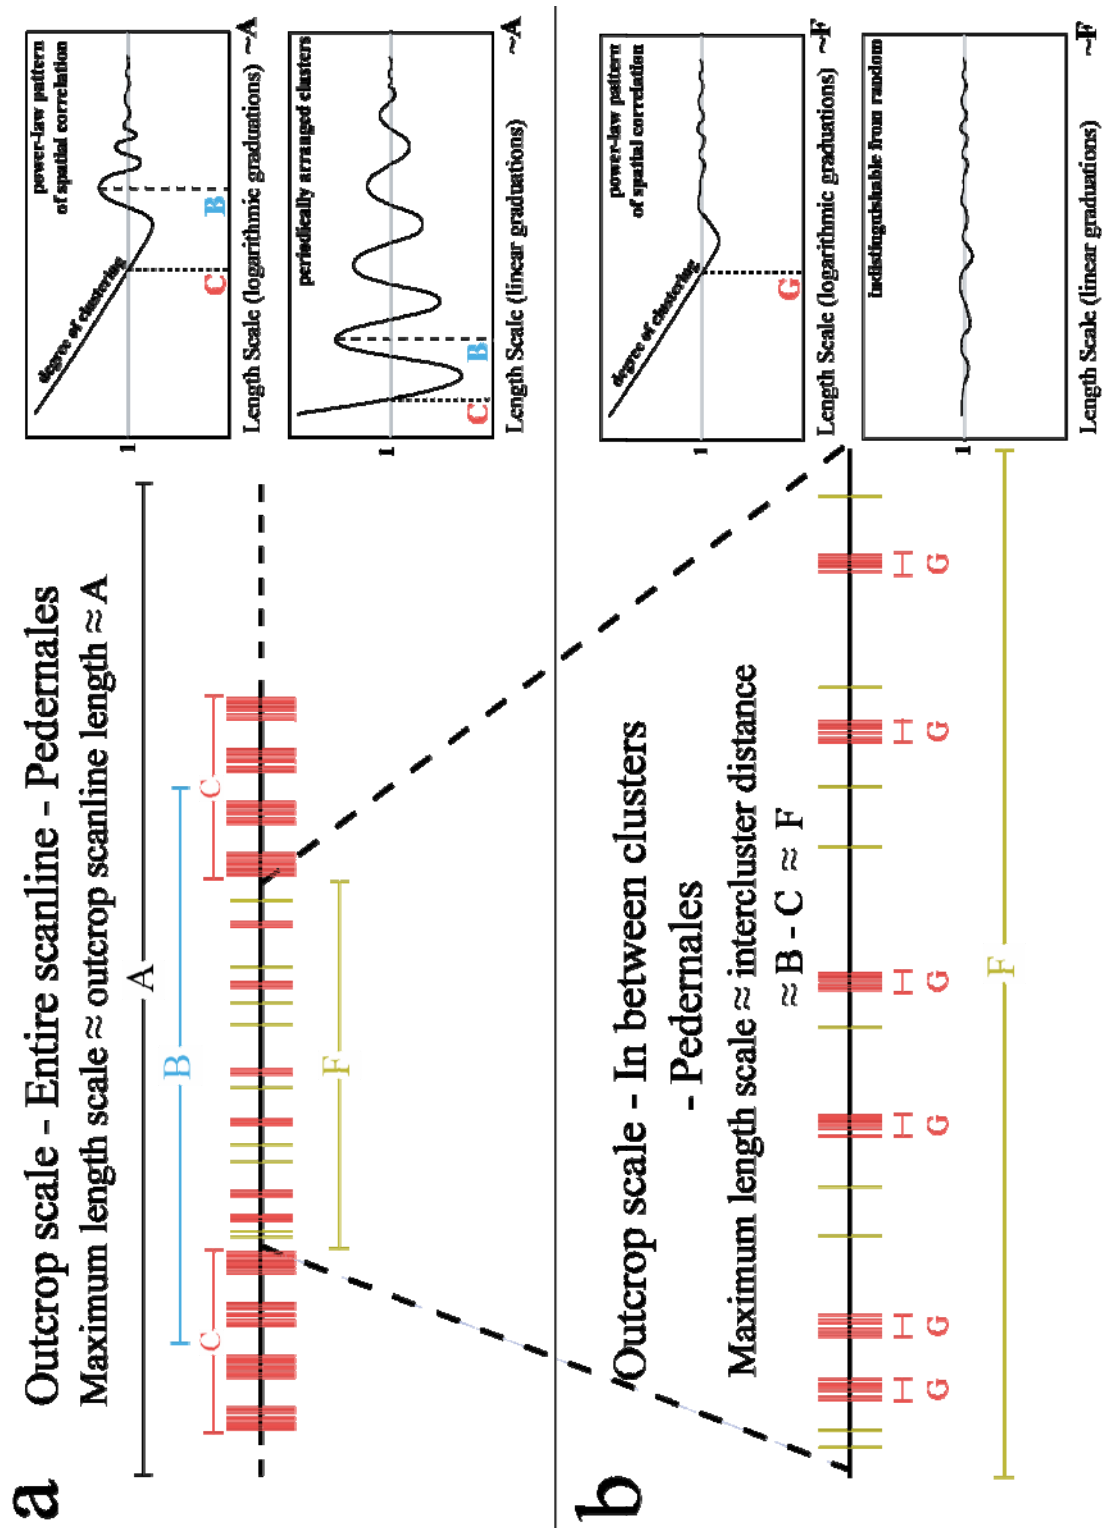 a
Outcrop scale - Entire scanline - Pedernales
Maximum length scale ≈ outcrop scanline length ≈ A
A
B
C
C
F
power-law pattern
of spatial correlation
degree of clustering
1
C
B
Length Scale (logarithmic graduations) ~A
periodically arranged clusters
1
C
B
Length Scale (linear graduations) ~A
b
Outcrop scale - In between clusters
- Pedernales
Maximum length scale ≈ intercluster distance
≈ B - C ≈ F
G
G
G
G
G
G
F
power-law pattern
of spatial correlation
degree of clustering
1
G
Length Scale (logarithmic graduations) ~F
indistinguishable from random
1
Length Scale (linear graduations) ~F